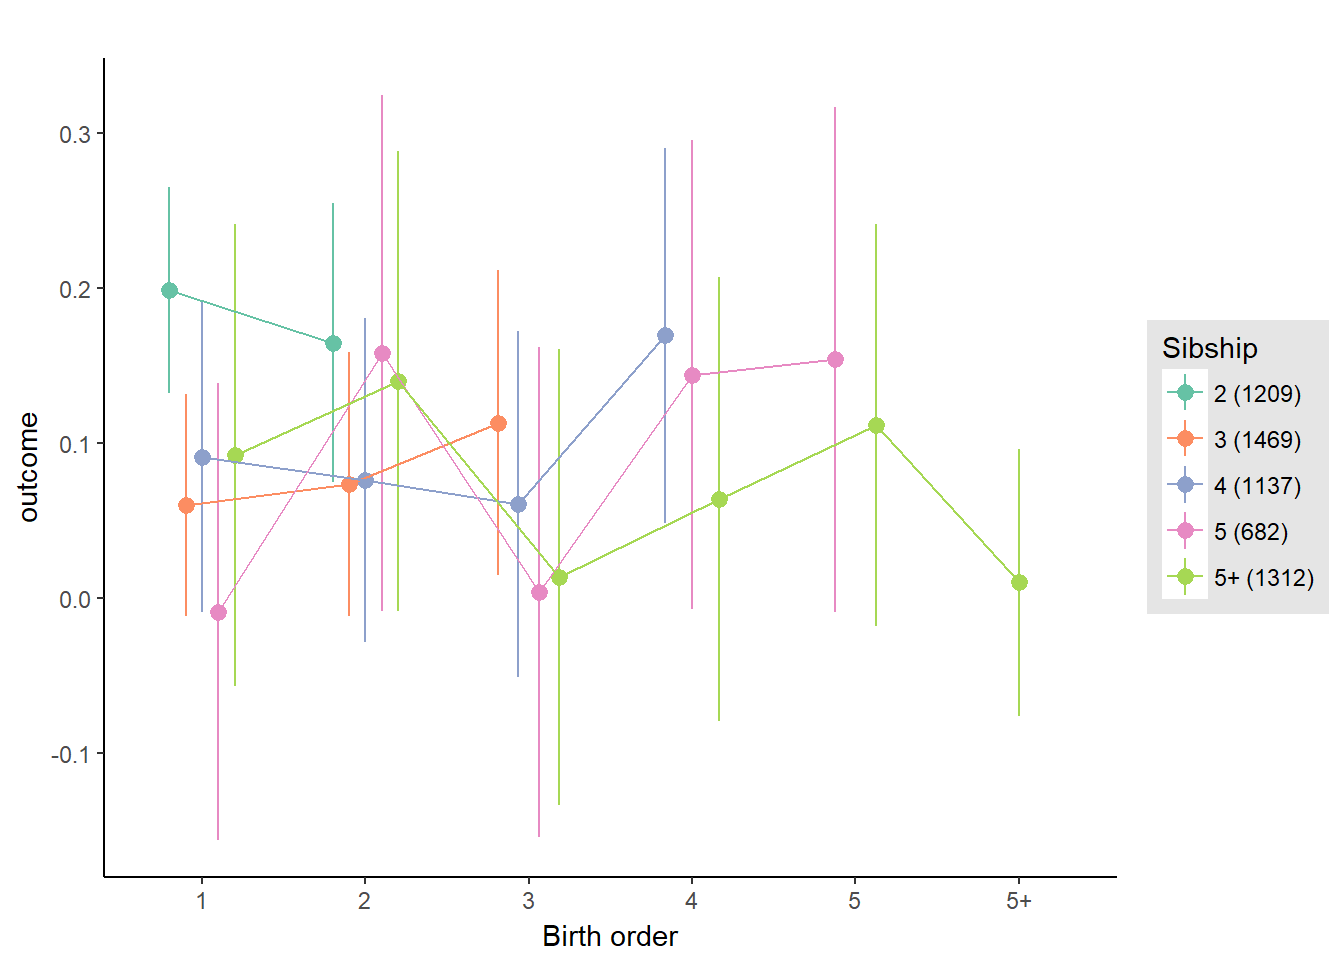 0.3
0.2
0.1
0.0
-0.1
outcome
1 2 3 4 5 5+
Birth order
Sibship
2 (1209)
3 (1469)
4 (1137)
5 (682)
5+ (1312)